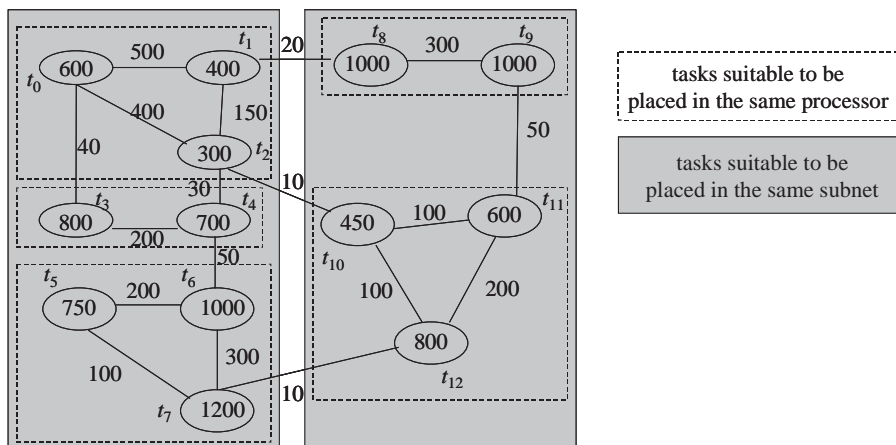 t1
20
t8
t9
500
300
600
400
1000
1000
t0
400
150
40
300
t2
50
10
30
t3
t4
800
700
200
450
100
600
t11
t10
50
t5
t6
200
100
200
750
1000
300
800
100
t12
10
t7
1200
tasks suitable to be
placed in the same processor
tasks suitable to be
placed in the same subnet